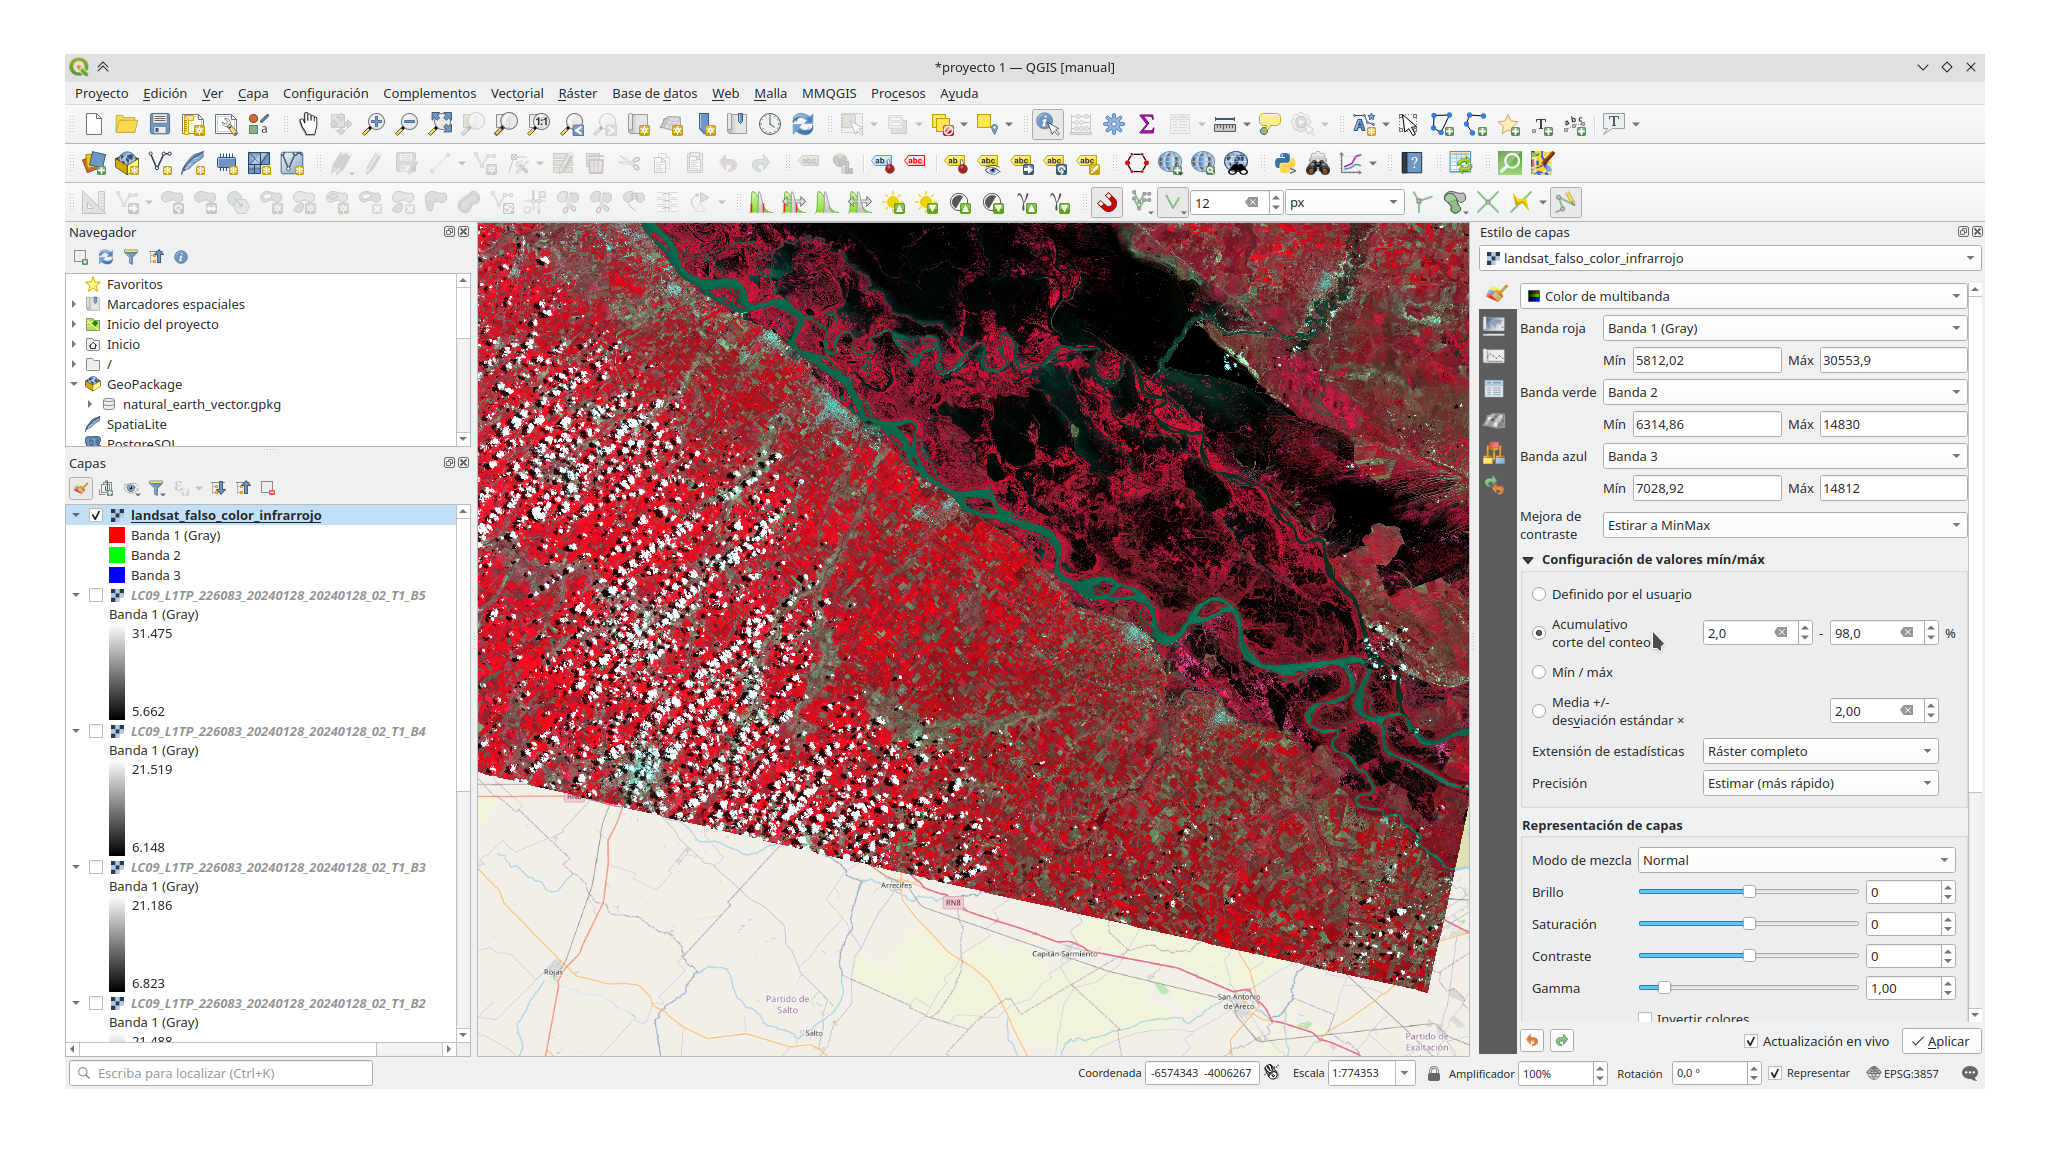 *proyecto 1 — QGIS [manual]
Proyecto Edición Ver Capa Configuración Complementos Vectorial Ráster Base de datos Web Malla MMQGIS Procesos Ayuda
12 px
Navegador
Favoritos
Marcadores espaciales
Inicio del proyecto
Inicio
/
GeoPackage
natural_earth_vector.gpkg
SpatiaLite
PostgreSQL
Capas
landsat_falso_color_infrarrojo
Banda 1 (Gray)
Banda 2
Banda 3
LC09_L1TP_226083_20240128_20240128_02_T1_B5
Banda 1 (Gray)
31.475
5.662
LC09_L1TP_226083_20240128_20240128_02_T1_B4
Banda 1 (Gray)
21.519
6.148
LC09_L1TP_226083_20240128_20240128_02_T1_B3
Banda 1 (Gray)
21.186
6.823
LC09_L1TP_226083_20240128_20240128_02_T1_B2
Banda 1 (Gray)
21.488
Arrecifes
RN8
Capitán Sarmiento
Rojas
San Antonio
de Areco
Partido de
Salto
Salto
Partido de
Exaltación
Estilo de capas
landsat_falso_color_infrarrojo
Color de multibanda
Banda roja Banda 1 (Gray)
Mín 5812,02 Máx 30553,9
Banda verde Banda 2
Mín 6314,86 Máx 14830
Banda azul Banda 3
Mín 7028,92 Máx 14812
Mejora de
contraste Estirar a MinMax
Configuración de valores mín/máx
Definido por el usuario
Acumulativo
corte del conteo 2,0 - 98,0 %
Mín / máx
Media +/-
desviación estándar × 2,00
Extensión de estadísticas Ráster completo
Precisión Estimar (más rápido)
Representación de capas
Modo de mezcla Normal
Brillo 0
Saturación 0
Contraste 0
Gamma 1,00
Invertir colores
Actualización en vivo Aplicar
Escriba para localizar (Ctrl+K) Coordenada -6574343 -4006267 Escala 1:774353 Amplificador 100% Rotación 0,0 ° Representar EPSG:3857